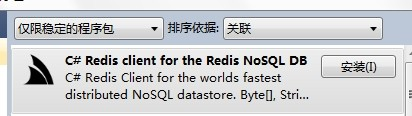 仅限稳定的程序包 排序依据: 关联
C# Redis client for the Redis NoSQL DB 安装(I)
C# Redis Client for the worlds fastest
distributed NoSQL datastore. Byte[], Stri...